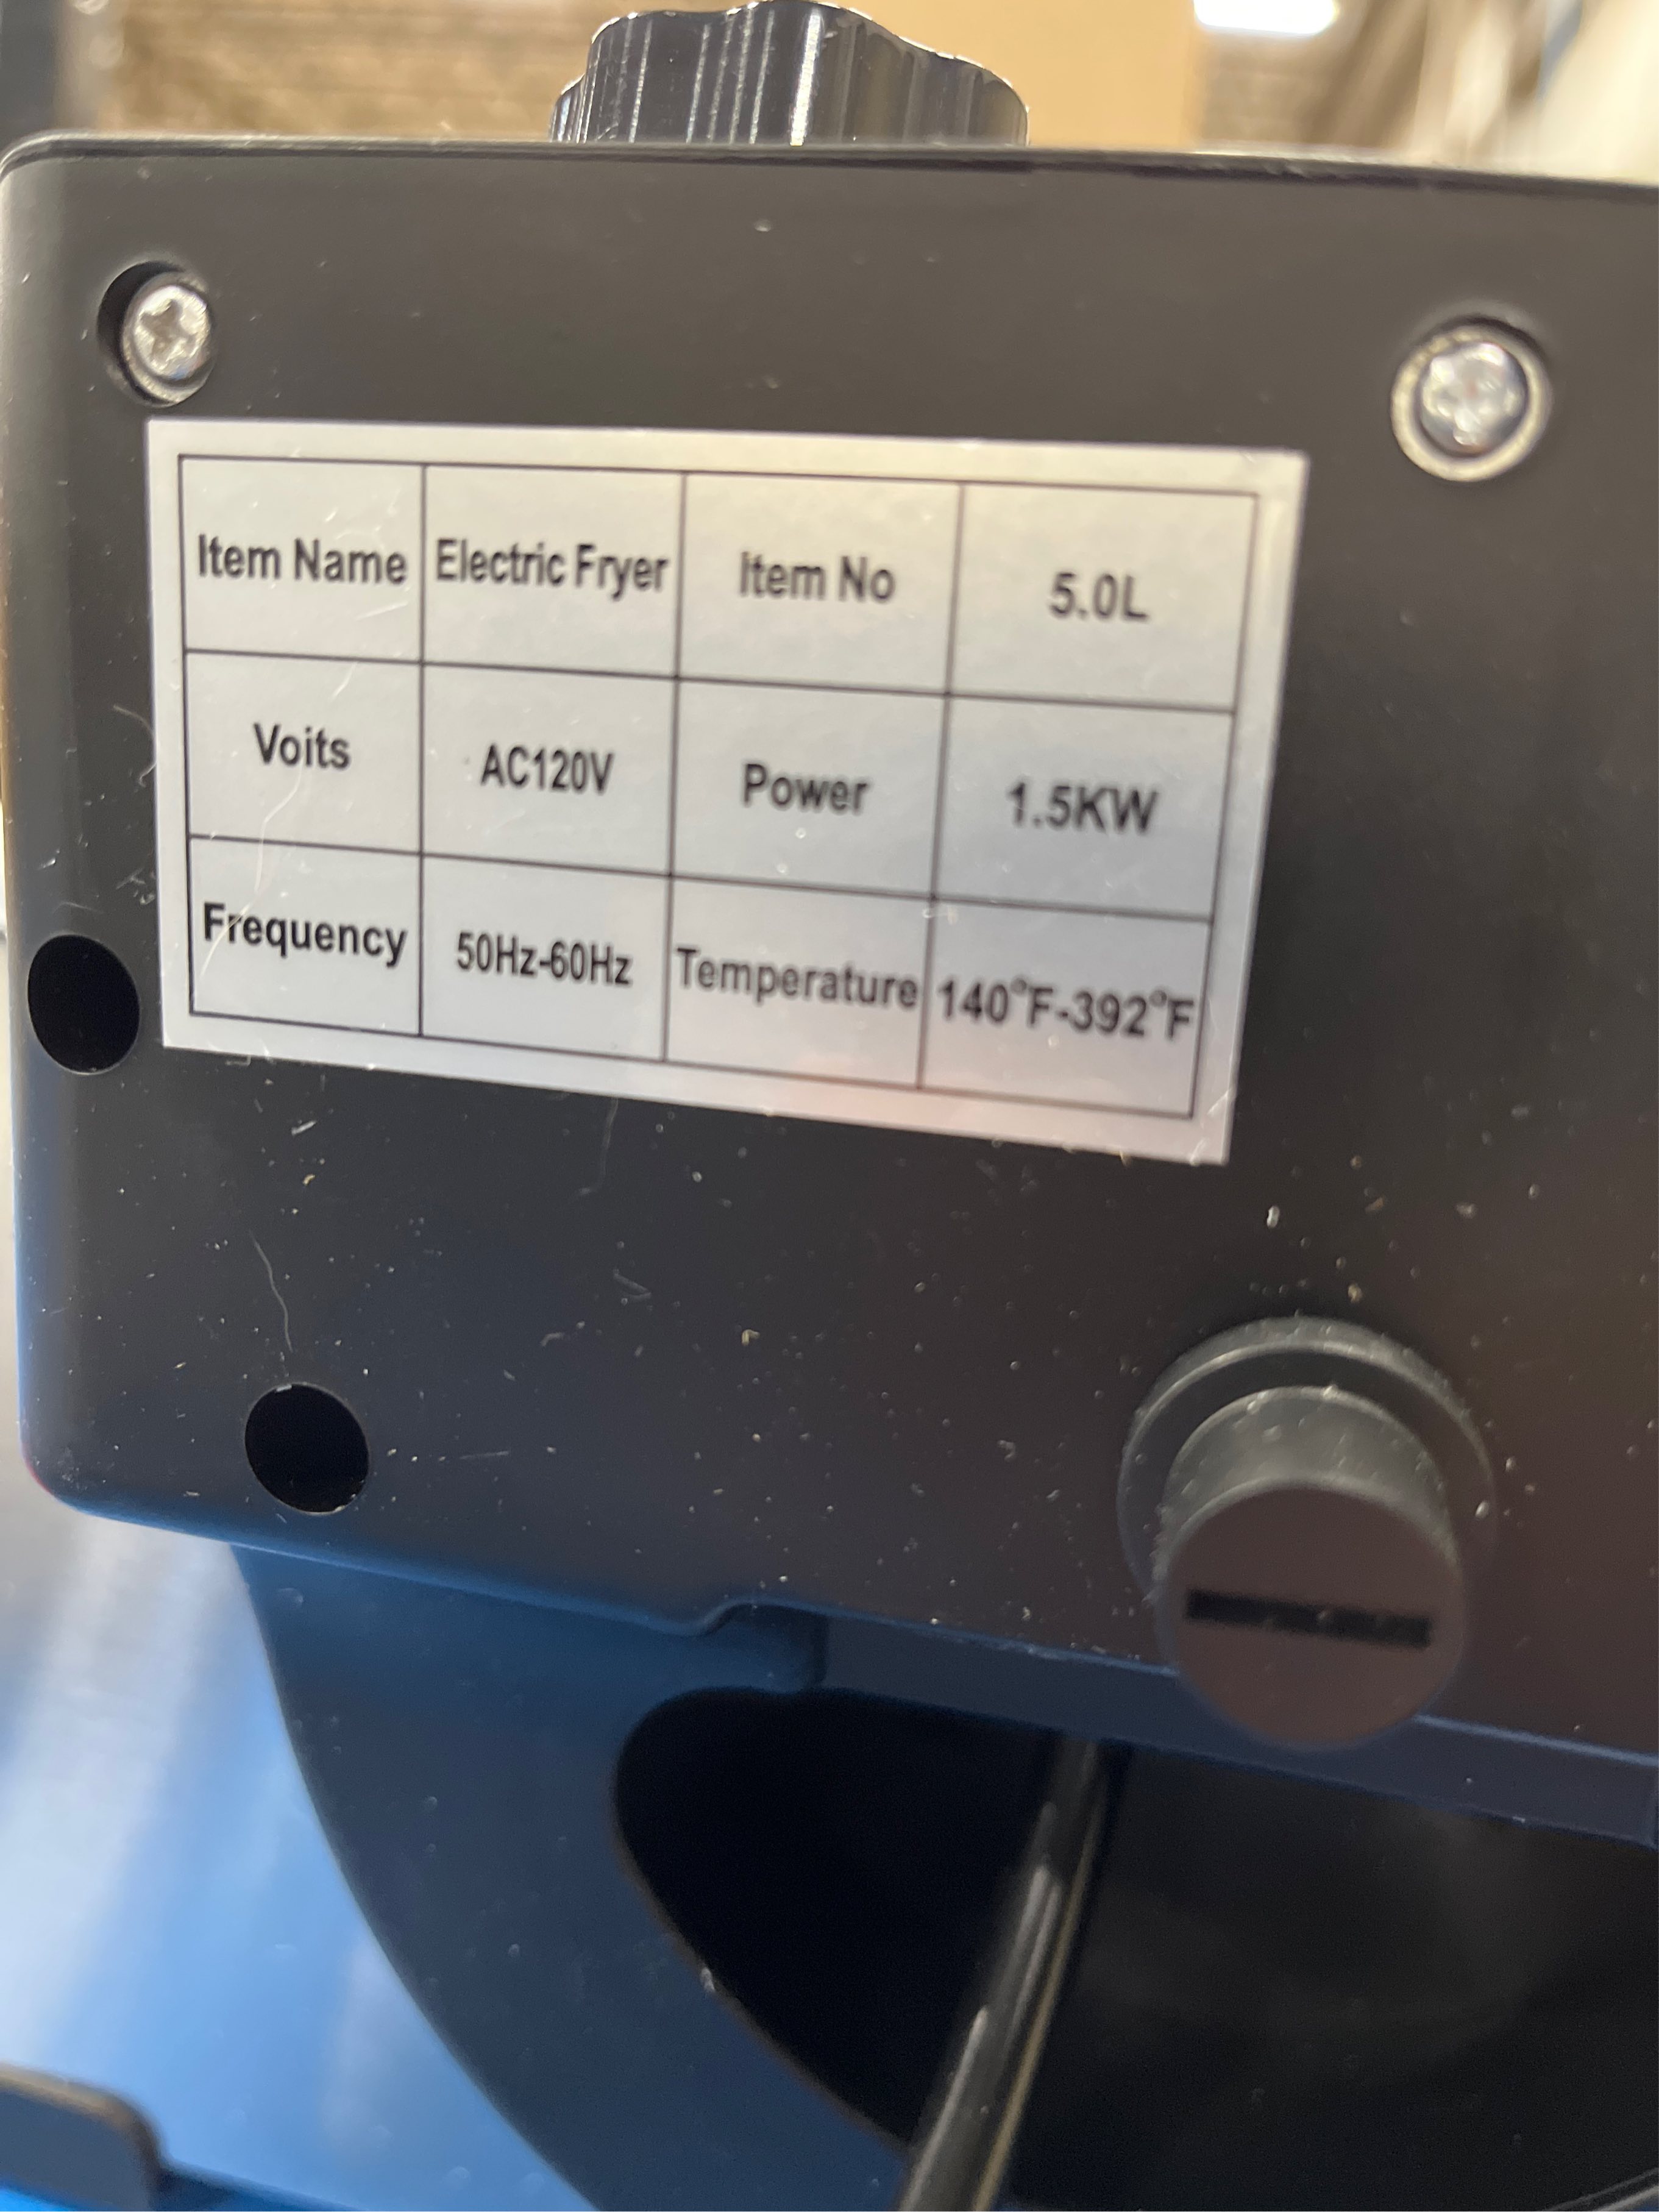 Item Name Electric Fryer Item No 5.0L
Voits AC120V Power 1.5KW
Frequency 50Hz-60Hz Temperature 140°F-392°F